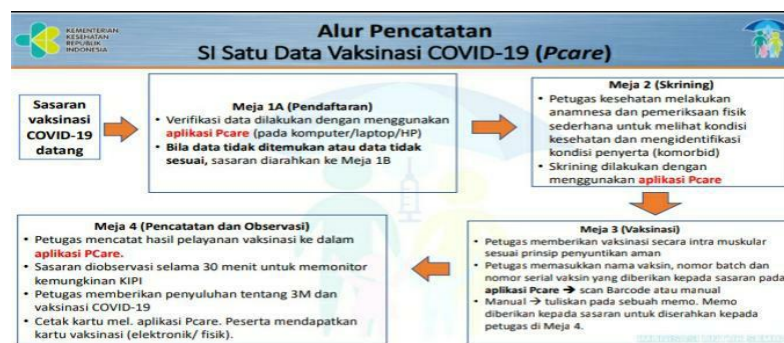 KEMENTERIAN
KESEHATAN
REPUBLIK
INDONESIA
Alur Pencatatan
SI Satu Data Vaksinasi COVID-19 (Pcare)
Sasaran
vaksinasi
COVID-19
datang
Meja 1A (Pendaftaran)
• Verifikasi data dilakukan dengan menggunakan
aplikasi Pcare (pada komputer/laptop/HP)
• Bila data tidak ditemukan atau data tidak
sesuai, sasaran diarahkan ke Meja 1B
Meja 2 (Skrining)
• Petugas kesehatan melakukan
anamnesa dan pemeriksaan fisik
sederhana untuk melihat kondisi
kesehatan dan mengidentifikasi
kondisi penyerta (komorbid)
• Skrining dilakukan dengan
menggunakan aplikasi Pcare
Meja 3 (Vaksinasi)
• Petugas memberikan vaksinasi secara intra muskular
sesuai prinsip penyuntikan aman
• Petugas memasukkan nama vaksin, nomor batch dan
nomor serial vaksin yang diberikan kepada sasaran pada
aplikasi Pcare → scan Barcode atau manual
• Manual → tuliskan pada sebuah memo. Memo
diberikan kepada sasaran untuk diserahkan kepada
petugas di Meja 4.
Meja 4 (Pencatatan dan Observasi)
• Petugas mencatat hasil pelayanan vaksinasi ke dalam
aplikasi PCare.
• Sasaran diobservasi selama 30 menit untuk memonitor
kemungkinan KIPI
• Petugas memberikan penyuluhan tentang 3M dan
vaksinasi COVID-19
• Cetak kartu mel. aplikasi Pcare. Peserta mendapatkan
kartu vaksinasi (elektronik/ fisik).